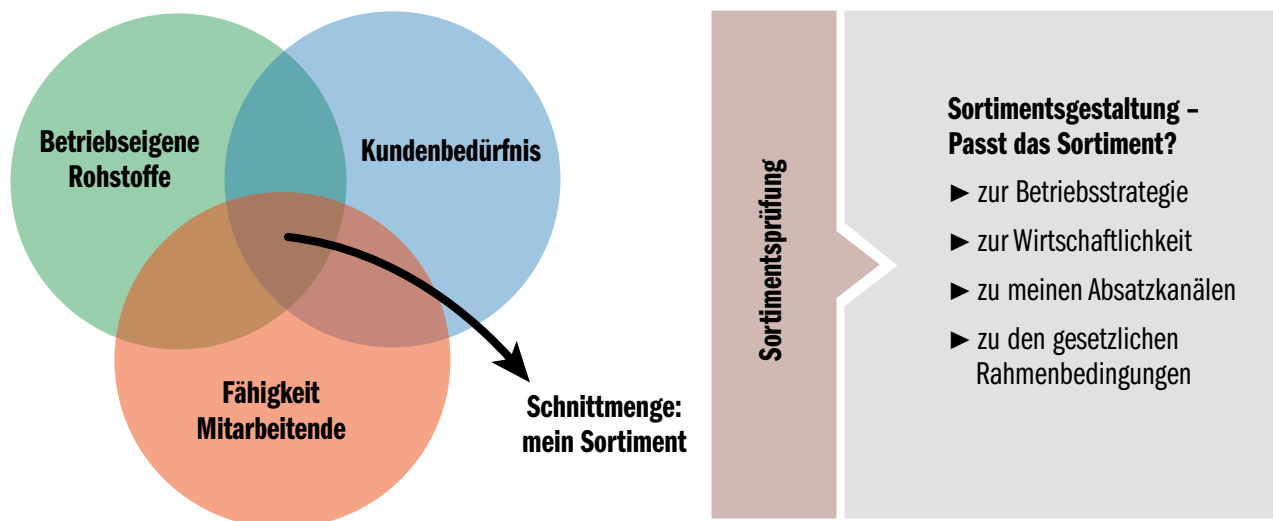 Betriebseigene
Rohstoffe
Kundenbedürfnis
Fähigkeit
Mitarbeitende
Schnittmenge:
mein Sortiment
Sortimentsprüfung
Sortimentsgestaltung –
Passt das Sortiment?
► zur Betriebsstrategie
► zur Wirtschaftlichkeit
► zu meinen Absatzkanälen
► zu den gesetzlichen
Rahmenbedingungen